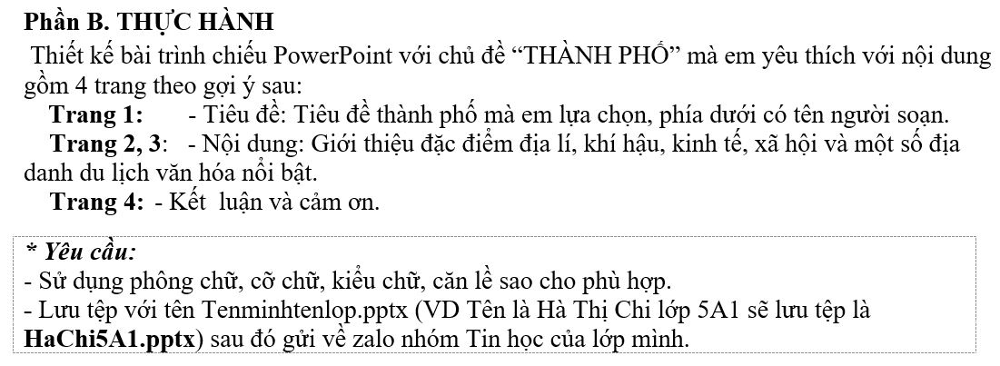 Phần B. THỰC HÀNH
Thiết kế bài trình chiếu PowerPoint với chủ đề “THÀNH PHỐ” mà em yêu thích với nội dung
gồm 4 trang theo gợi ý sau:
Trang 1: - Tiêu đề: Tiêu đề thành phố mà em lựa chọn, phía dưới có tên người soạn.
Trang 2, 3: - Nội dung: Giới thiệu đặc điểm địa lí, khí hậu, kinh tế, xã hội và một số địa
danh du lịch văn hóa nổi bật.
Trang 4: - Kết luận và cảm ơn.
* Yêu cầu:
- Sử dụng phông chữ, cỡ chữ, kiểu chữ, căn lề sao cho phù hợp.
- Lưu tệp với tên Tenminhtenlop.pptx (VD Tên là Hà Thị Chi lớp 5A1 sẽ lưu tệp là
HaChi5A1.pptx) sau đó gửi về zalo nhóm Tin học của lớp mình.